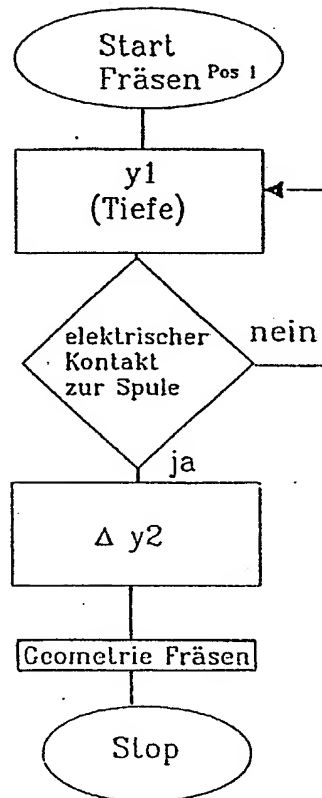 Start
Fräsen Pos 1
y1
(Tiefe)
elektrischer
Kontakt
zur Spule
nein
ja
Δ y2
Geometrie Fräsen
Stop